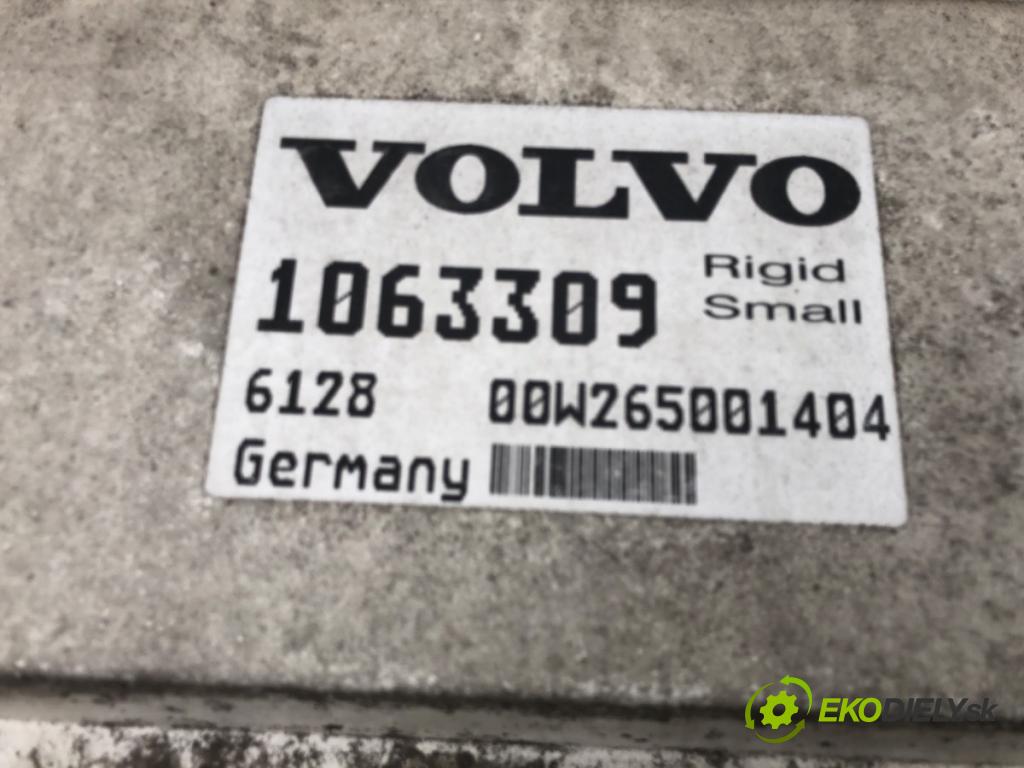 VOLVO
1063309
Rigid
Small
6128 00W265001404
Germany
EKODIELY.sk